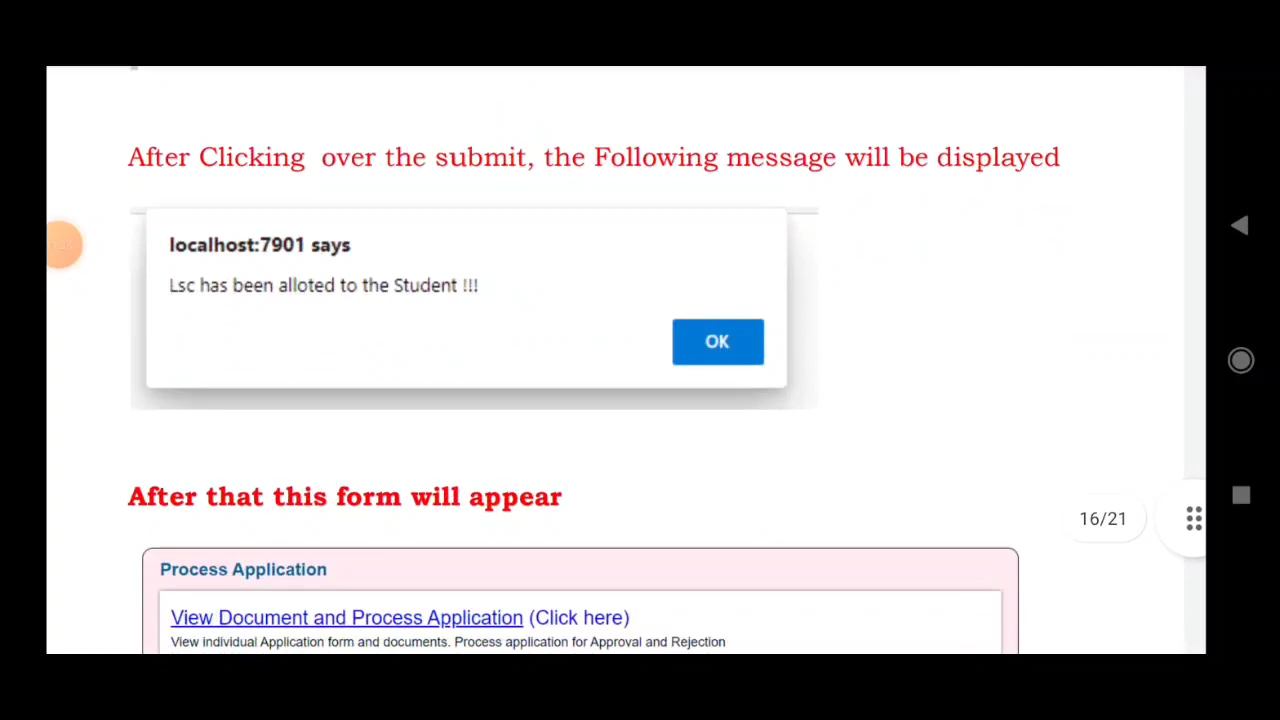 After Clicking over the submit, the Following message will be displayed
localhost:7901 says
Lsc has been alloted to the Student !!!
OK
After that this form will appear
16/21
Process Application
View Document and Process Application (Click here)
View individual Application form and documents. Process application for Approval and Rejection